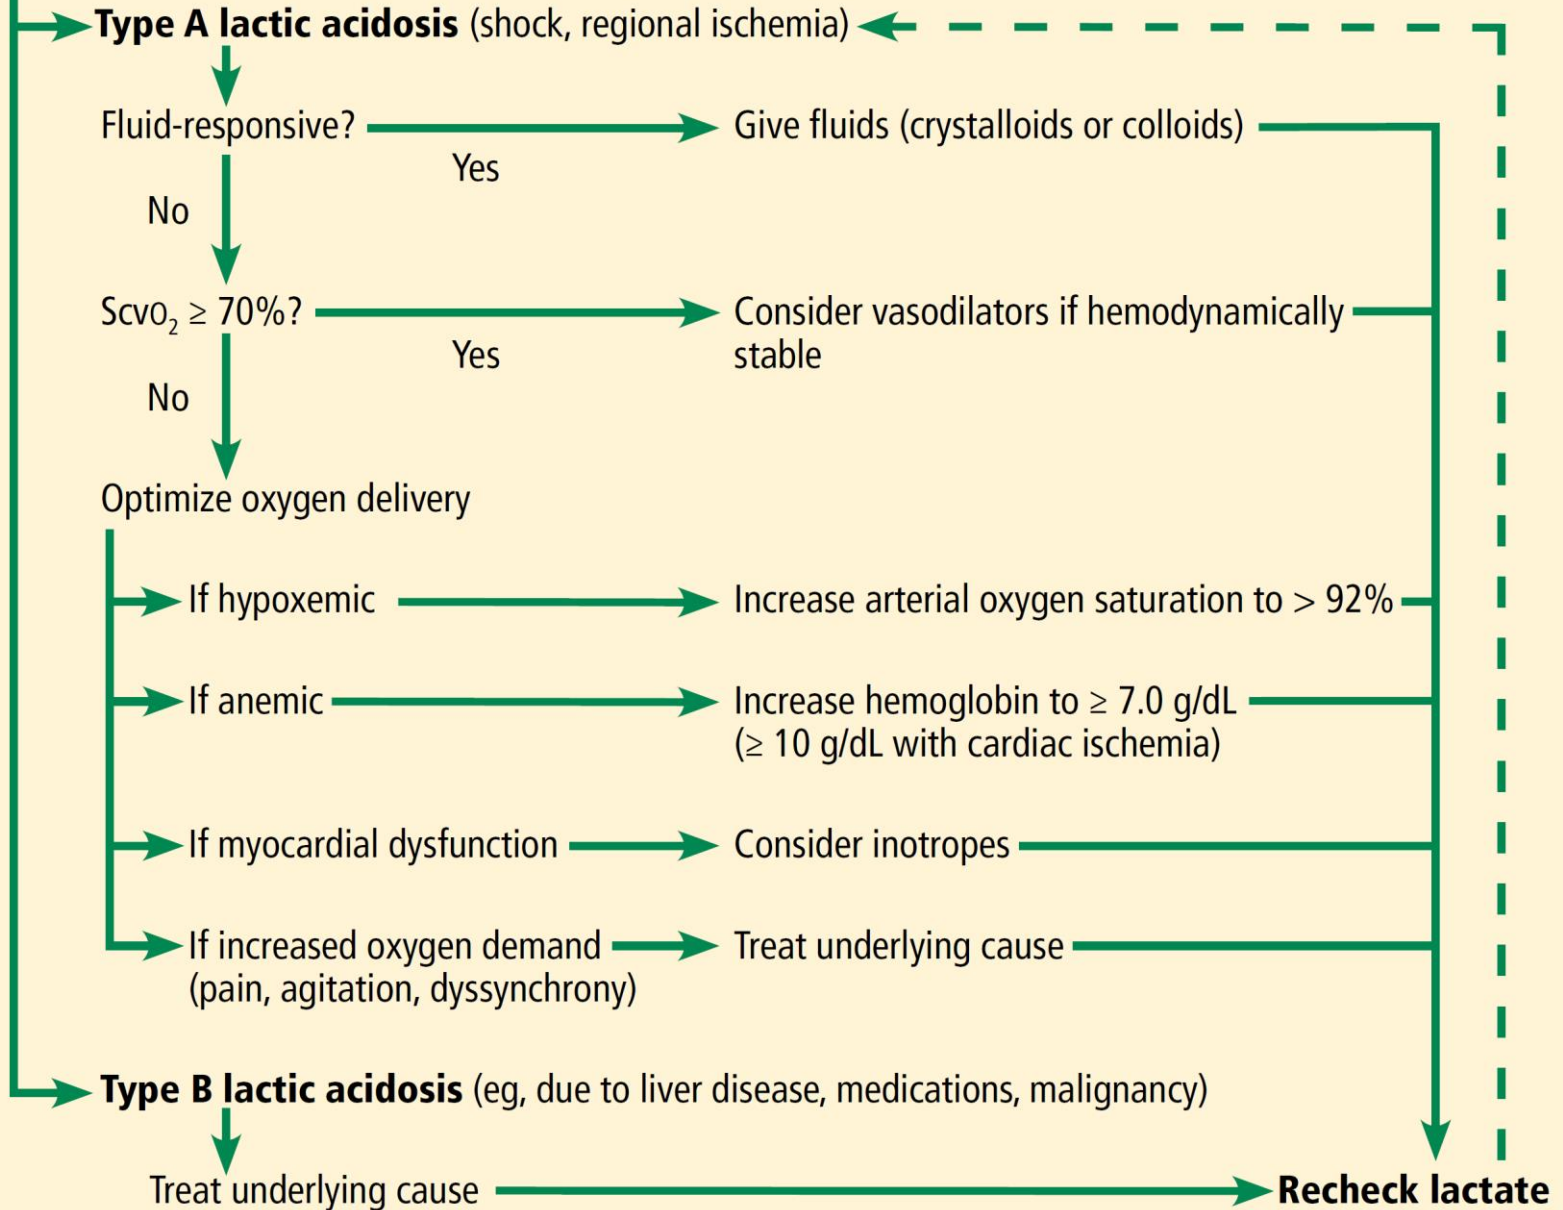 Type A lactic acidosis (shock, regional ischemia)
Fluid-responsive?
Yes
Give fluids (crystalloids or colloids)
No
Scvo₂ ≥ 70%?
Yes
Consider vasodilators if hemodynamically
stable
No
Optimize oxygen delivery
If hypoxemic
Increase arterial oxygen saturation to > 92%
If anemic
Increase hemoglobin to ≥ 7.0 g/dL
(≥ 10 g/dL with cardiac ischemia)
If myocardial dysfunction
Consider inotropes
If increased oxygen demand
(pain, agitation, dyssynchrony)
Treat underlying cause
Type B lactic acidosis (eg, due to liver disease, medications, malignancy)
Treat underlying cause
Recheck lactate